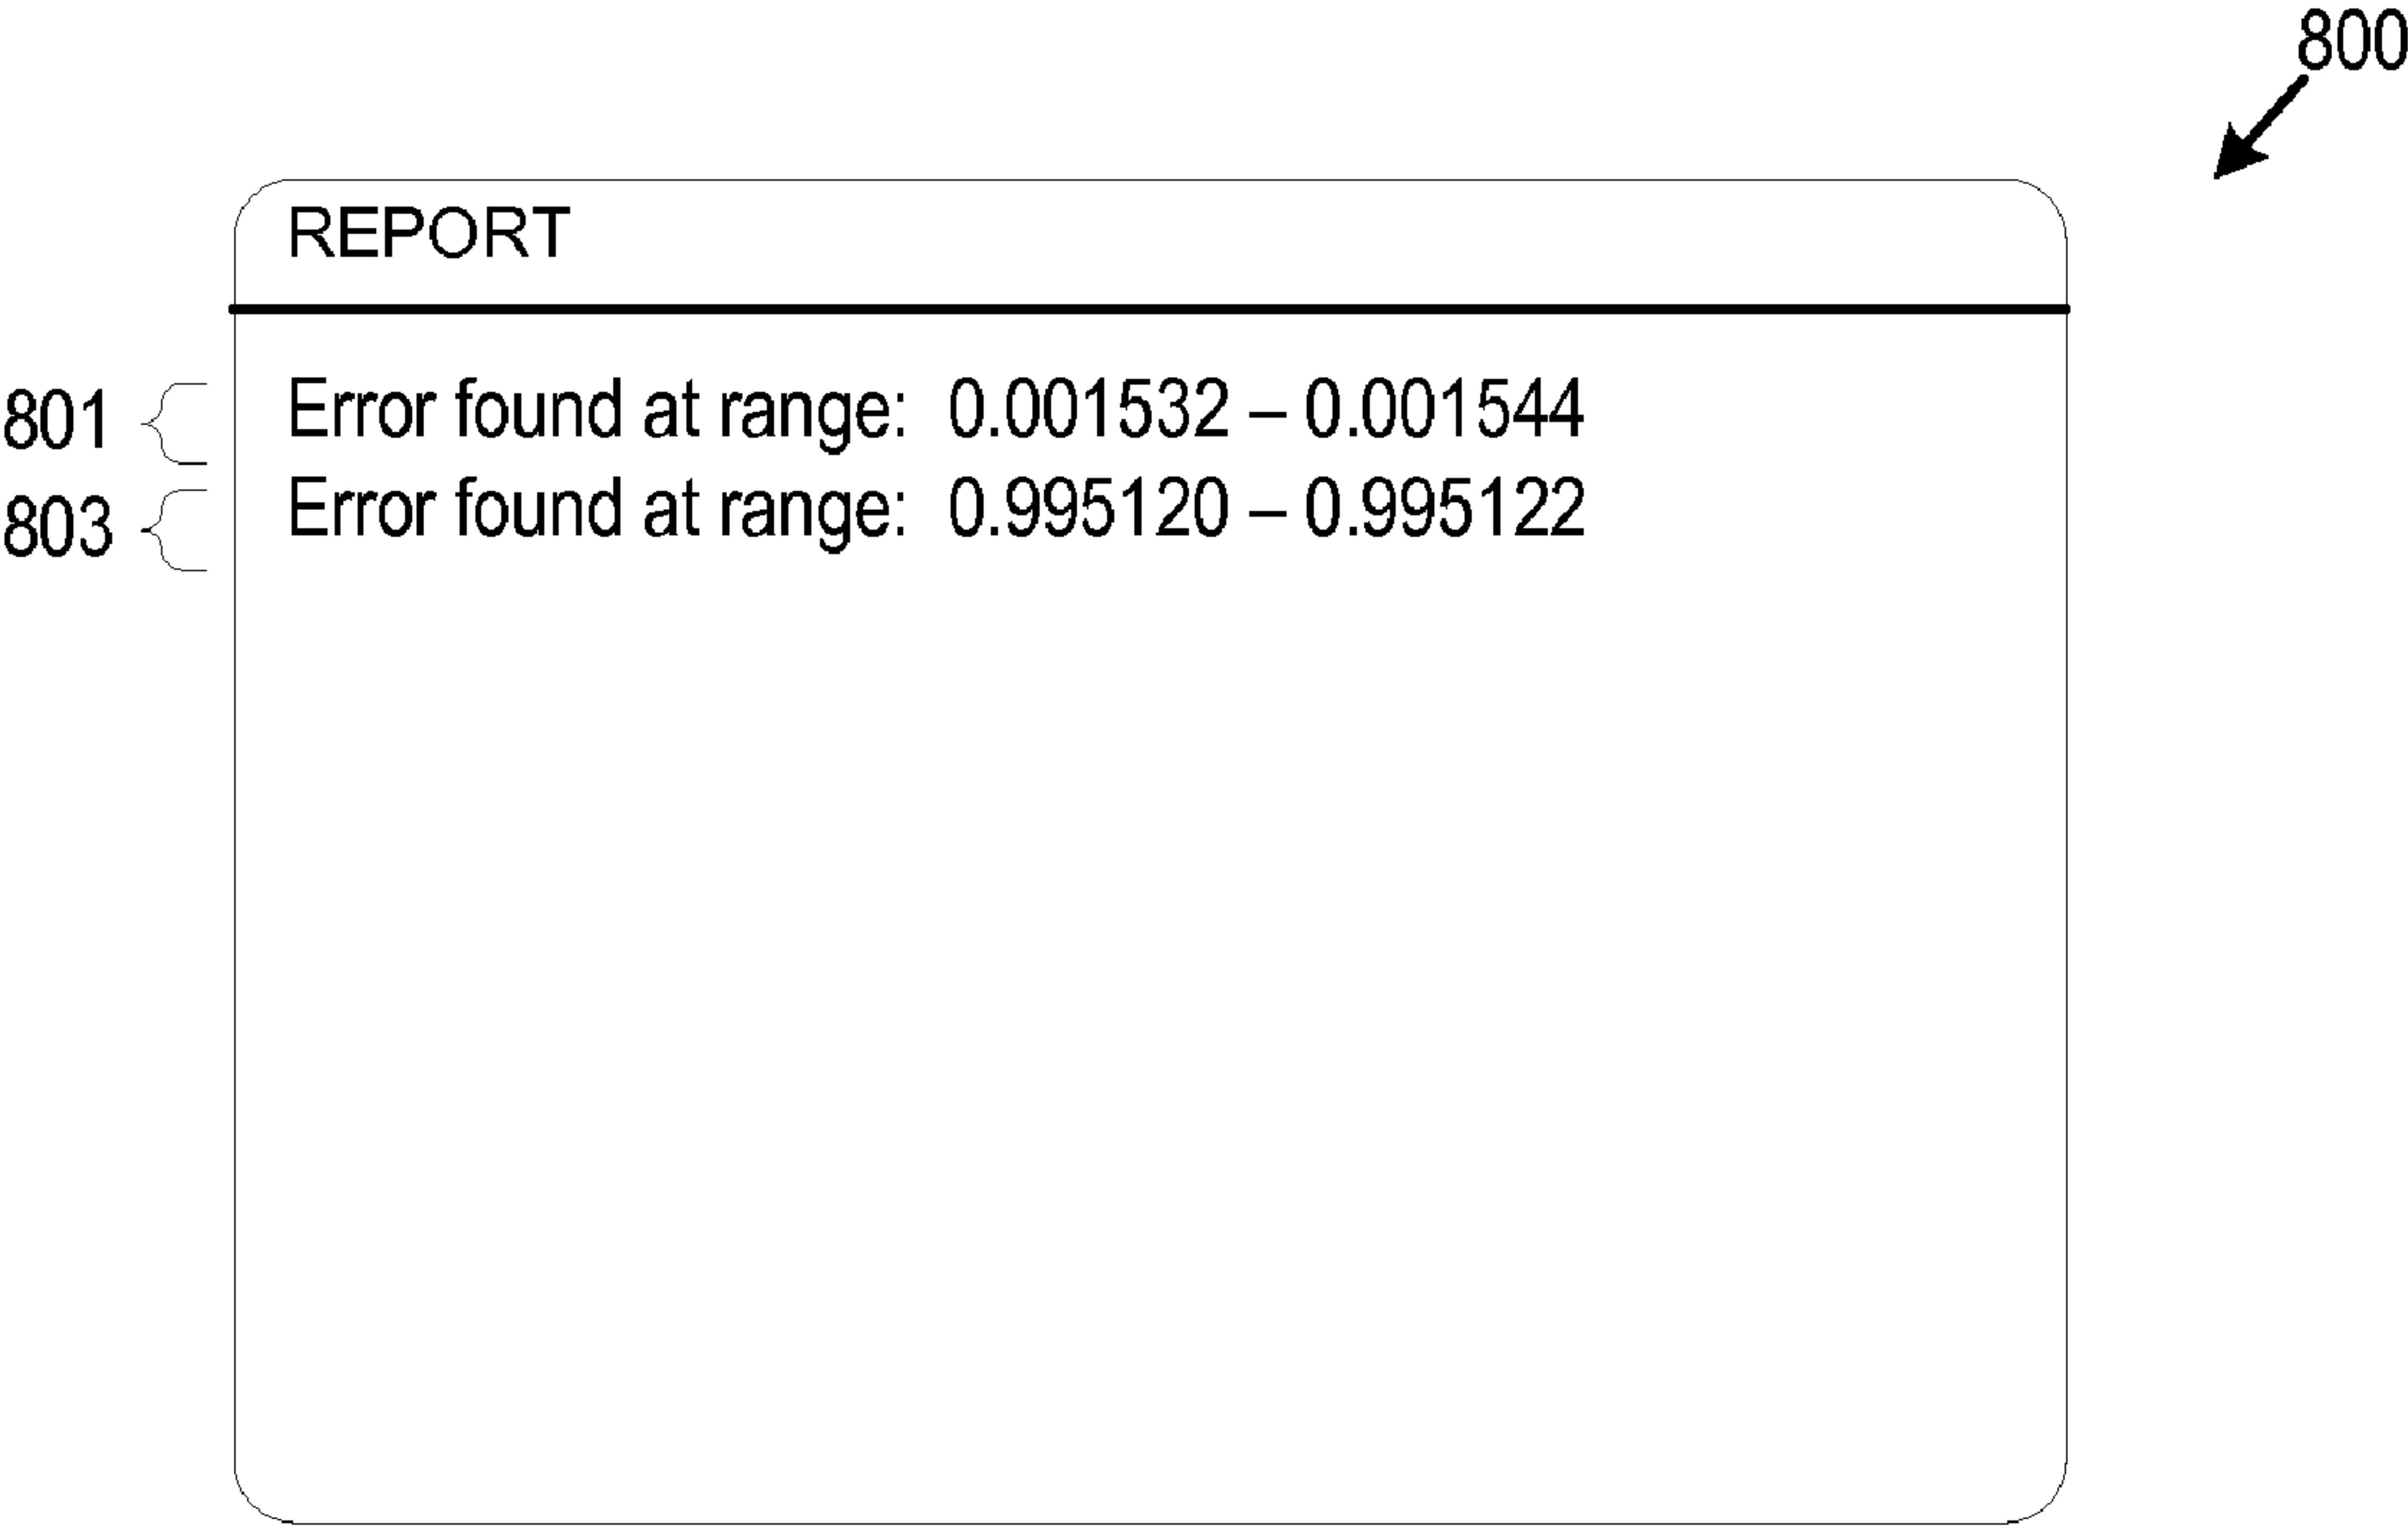 800
REPORT
801 Error found at range: 0.001532 – 0.001544
803 Error found at range: 0.995120 – 0.995122